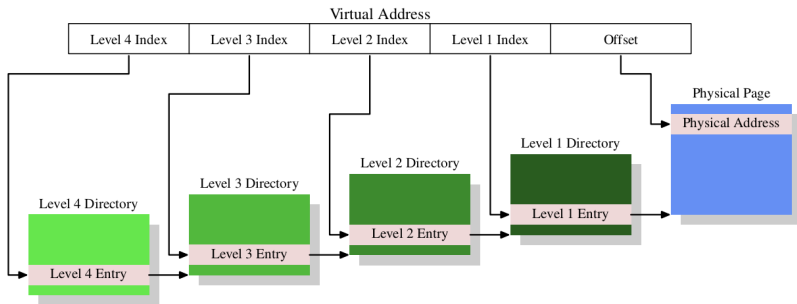 Virtual Address
Level 4 Index Level 3 Index Level 2 Index Level 1 Index Offset
Physical Page
Physical Address
Level 1 Directory
Level 2 Directory
Level 3 Directory
Level 4 Directory
Level 1 Entry
Level 2 Entry
Level 3 Entry
Level 4 Entry